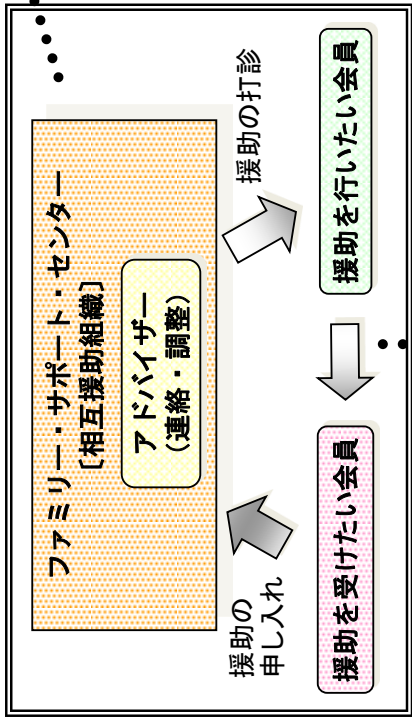 ファミリー・サポート・センター
［相互援助組織］
アドバイザー
（連絡・調整）
援助の
申し入れ
援助の打診
援助を受けたい会員
援助を行いたい会員